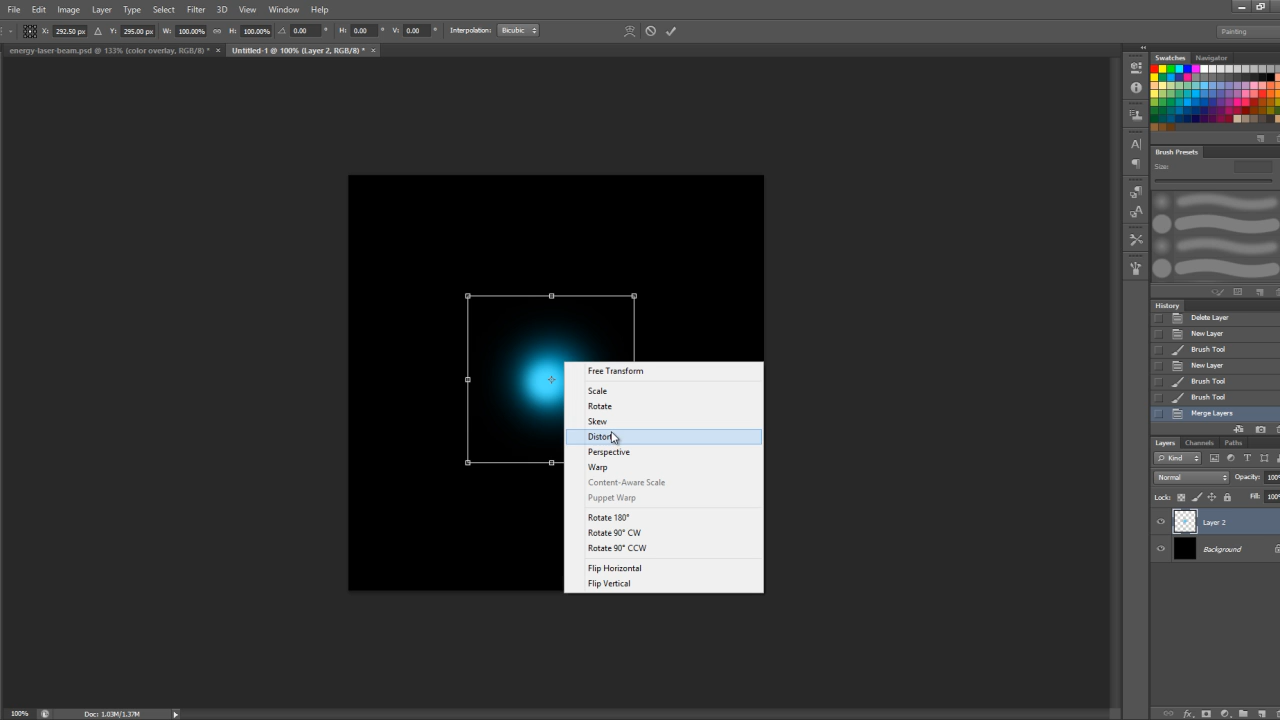 File Edit Image Layer Type Select Filter 3D View Window Help
X: 292.50 px Y: 295.00 px W: 100.00% H: 100.00% 0.00 H: 0.00 V: 0.00 Interpolation: Bicubic Painting
energy-laser-beam.psd @ 133% (color overlay, RGB/8) * × Untitled-1 @ 100% (Layer 2, RGB/8) * ×
Swatches Navigator
Brush Presets
Size:
Free Transform
Scale
Rotate
Skew
Distort
Perspective
Warp
Content-Aware Scale
Puppet Warp
Rotate 180°
Rotate 90° CW
Rotate 90° CCW
Flip Horizontal
Flip Vertical
History
Delete Layer
New Layer
Brush Tool
New Layer
Brush Tool
Brush Tool
Merge Layers
Layers Channels Paths
Kind
Normal Opacity: 100%
Lock: Fill: 100%
Layer 2
Background
100% Doc: 1.03M/1.37M